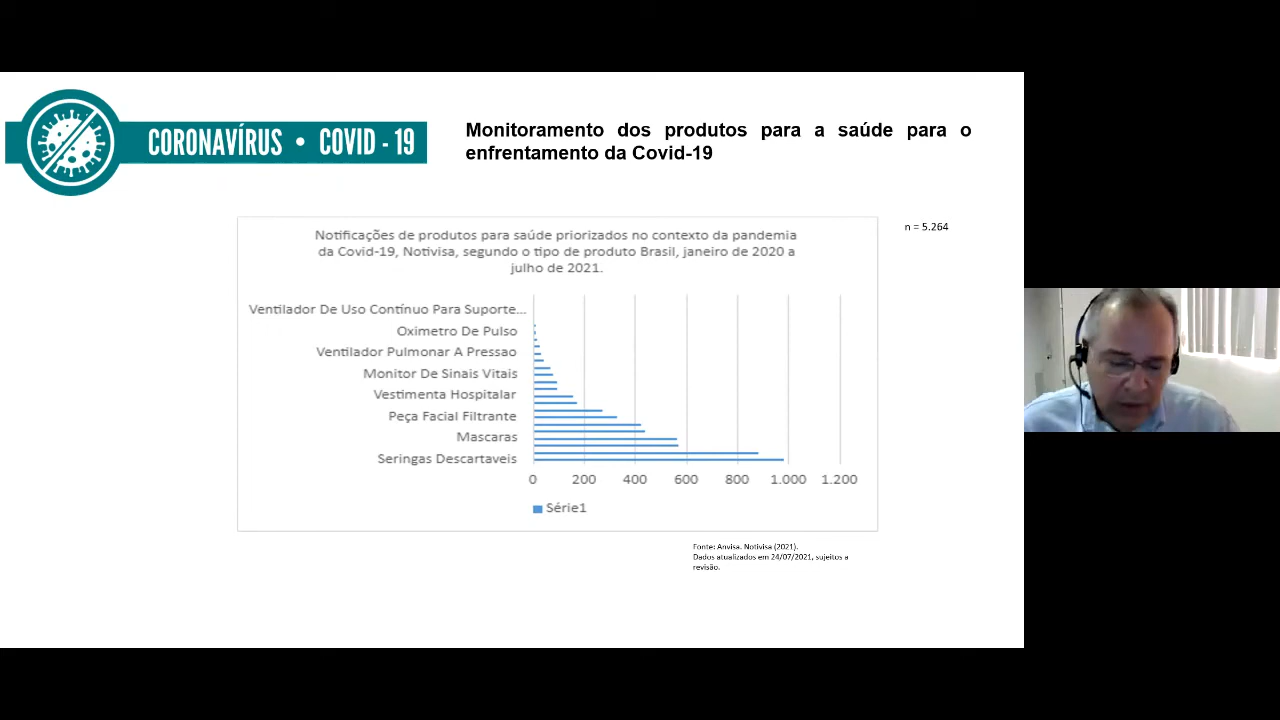 CORONAVÍRUS • COVID - 19
Monitoramento dos produtos para a saúde para o
enfrentamento da Covid-19
Notificações de produtos para saúde priorizados no contexto da pandemia
da Covid-19, Notivisa, segundo o tipo de produto Brasil, janeiro de 2020 a
julho de 2021.
n = 5.264
Ventilador De Uso Contínuo Para Suporte...
Oximetro De Pulso
Ventilador Pulmonar A Pressao
Monitor De Sinais Vitais
Vestimenta Hospitalar
Peça Facial Filtrante
Mascaras
Seringas Descartaveis
0 200 400 600 800 1.000 1.200
Série1
Fonte: Anvisa. Notivisa (2021).
Dados atualizados em 24/07/2021, sujeitos a
revisão.